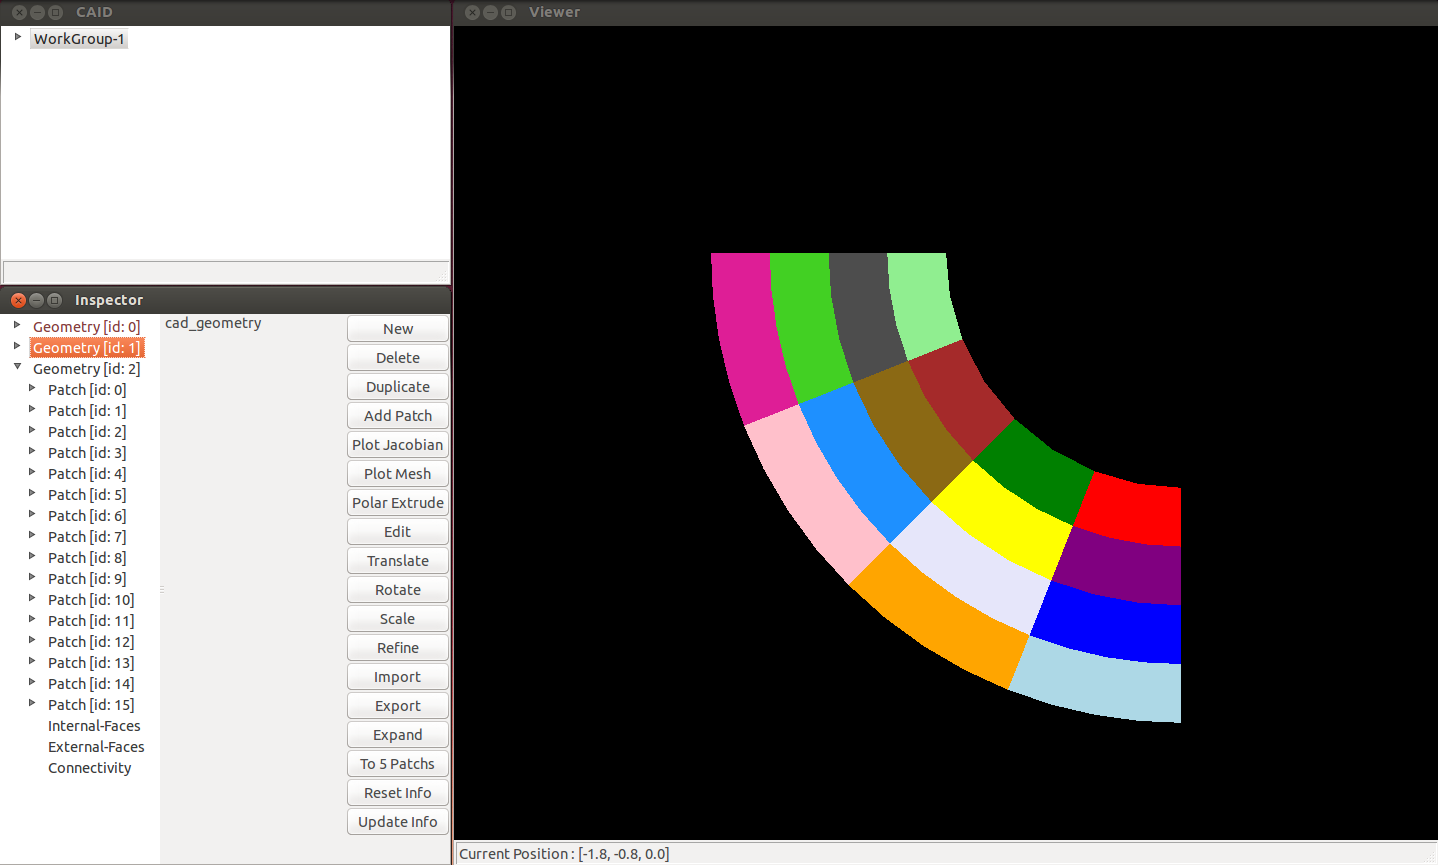 CAID
WorkGroup-1
Inspector
Geometry [id: 0]
Geometry [id: 1]
Geometry [id: 2]
Patch [id: 0]
Patch [id: 1]
Patch [id: 2]
Patch [id: 3]
Patch [id: 4]
Patch [id: 5]
Patch [id: 6]
Patch [id: 7]
Patch [id: 8]
Patch [id: 9]
Patch [id: 10]
Patch [id: 11]
Patch [id: 12]
Patch [id: 13]
Patch [id: 14]
Patch [id: 15]
Internal-Faces
External-Faces
Connectivity
cad_geometry
New
Delete
Duplicate
Add Patch
Plot Jacobian
Plot Mesh
Polar Extrude
Edit
Translate
Rotate
Scale
Refine
Import
Export
Expand
To 5 Patchs
Reset Info
Update Info
Viewer
Current Position : [-1.8, -0.8, 0.0]